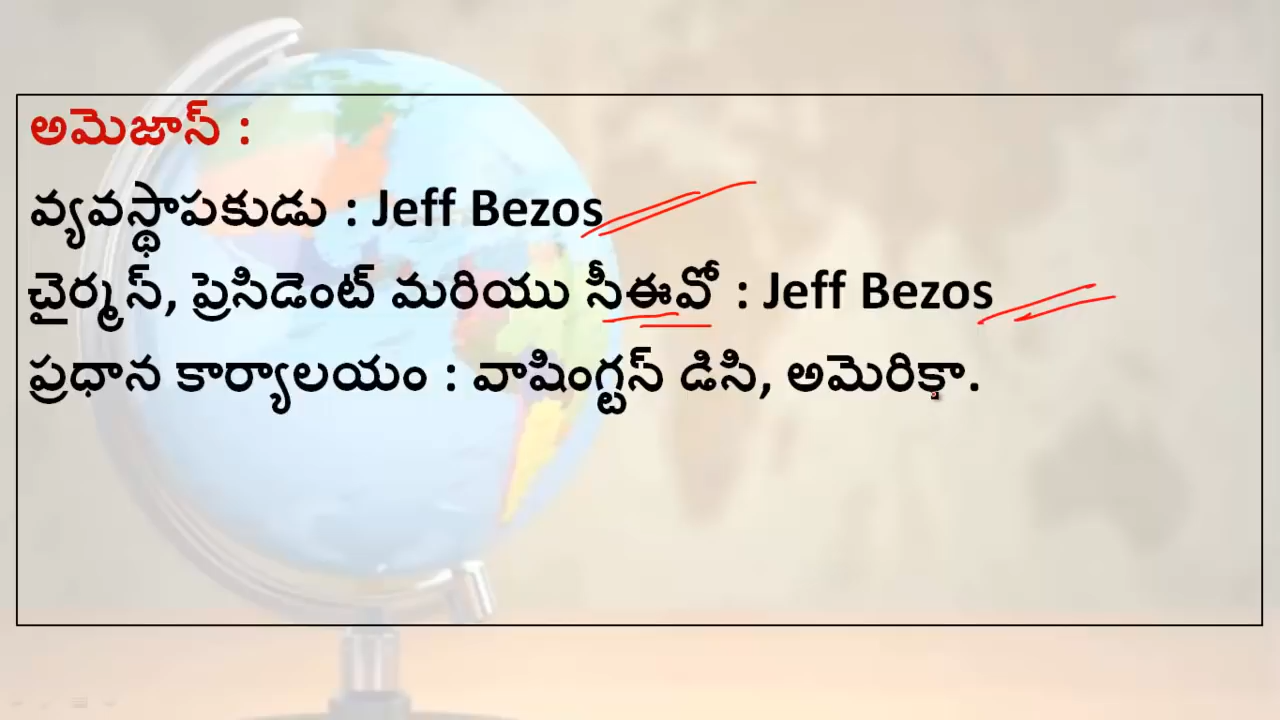 అమెజాన్ :
వ్యవస్థాపకుడు : Jeff Bezos
చైర్మన్, ప్రెసిడెంట్ మరియు సీఈవో : Jeff Bezos
ప్రధాన కార్యాలయం : వాషింగ్టన్ డిసి, అమెరికా.